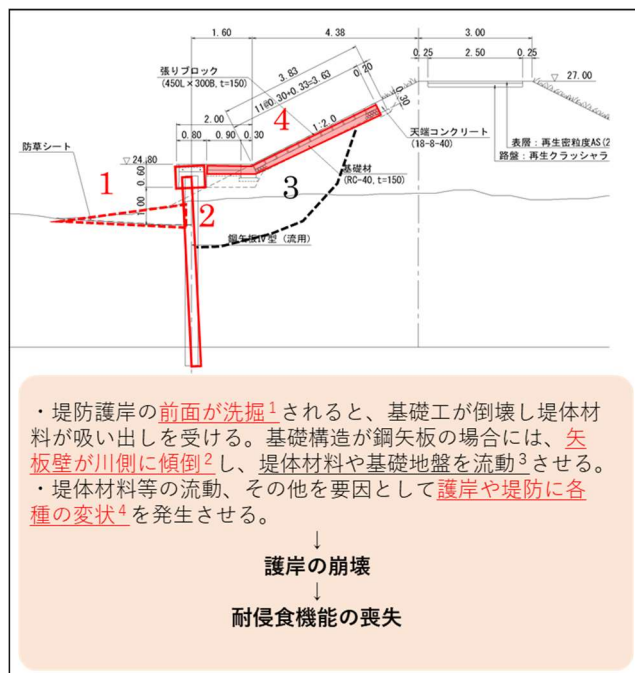 1.60
4.38
3.00
0.25
2.50
0.25
張りブロック
(450L×300B, t=150)
3.83
11@0.30+0.33=3.63
0.20
27.00
2.00
4
1:2.0
0.30
0.80
0.90
0.30
天端コンクリート
(18-8-40)
表層：再生密粒度AS(2
路盤：再生クラッシャラ
防草シート
24.80
基礎材
(RC-40, t=150)
1
0.60
3
1.00
2
鋼矢板Ⅳ型（流用）
・堤防護岸の前面が洗掘1されると、基礎工が倒壊し堤体材
料が吸い出しを受ける。基礎構造が鋼矢板の場合には、矢
板壁が川側に傾倒2し、堤体材料や基礎地盤を流動3させる。
・堤体材料等の流動、その他を要因として護岸や堤防に各
種の変状4を発生させる。
↓
護岸の崩壊
↓
耐侵食機能の喪失